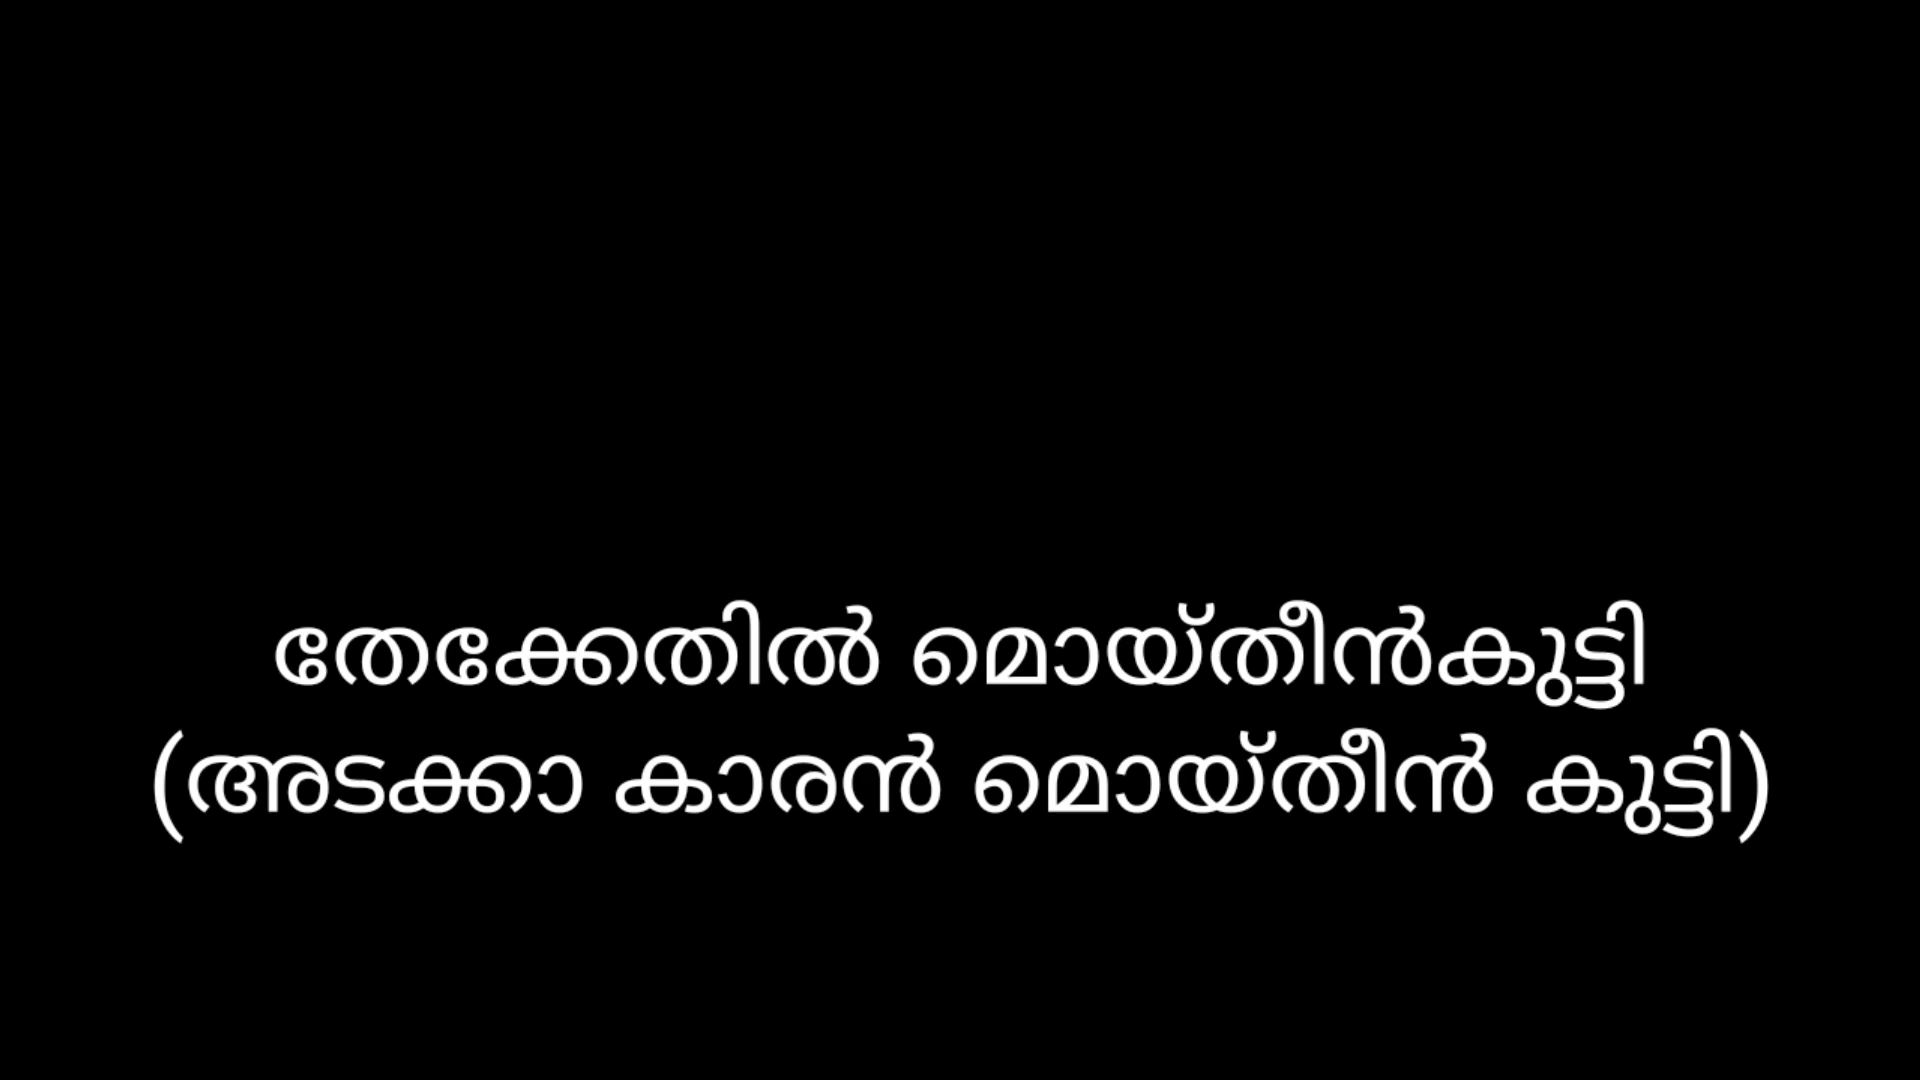 തേക്കേതിൽ മൊയ്തീൻകുട്ടി
(അടക്കാ കാരൻ മൊയ്തീൻ കുട്ടി)